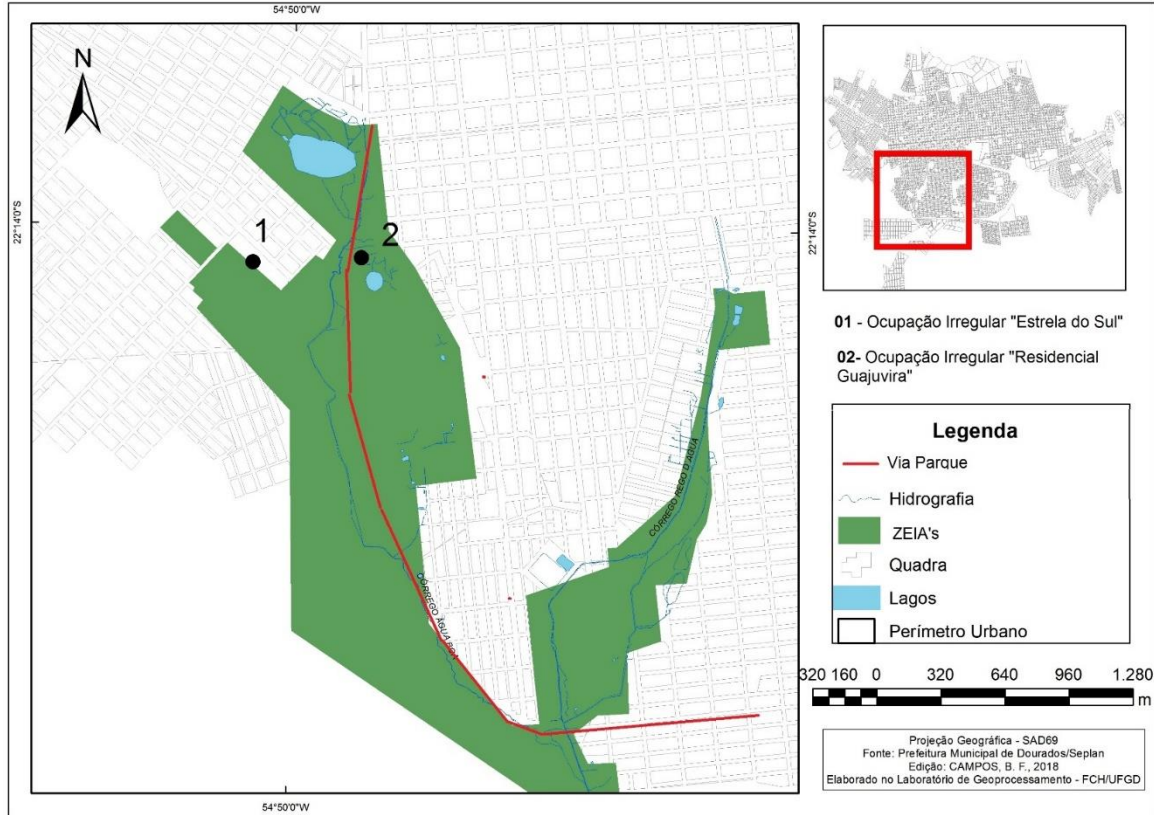 54°50'0"W
N
22°14'0"S
1
2
22°14'0"S
CÓRREGO REGO D'AGUA
CÓRREGO ÁGUA BOA
54°50'0"W
01 - Ocupação Irregular "Estrela do Sul"
02- Ocupação Irregular "Residencial
Guajuvira"
Legenda
Via Parque
Hidrografia
ZEIA's
Quadra
Lagos
Perímetro Urbano
320 160 0 320 640 960 1.280
m
Projeção Geográfica - SAD69
Fonte: Prefeitura Municipal de Dourados/Seplan
Edição: CAMPOS, B. F., 2018
Elaborado no Laboratório de Geoprocessamento - FCH/UFGD